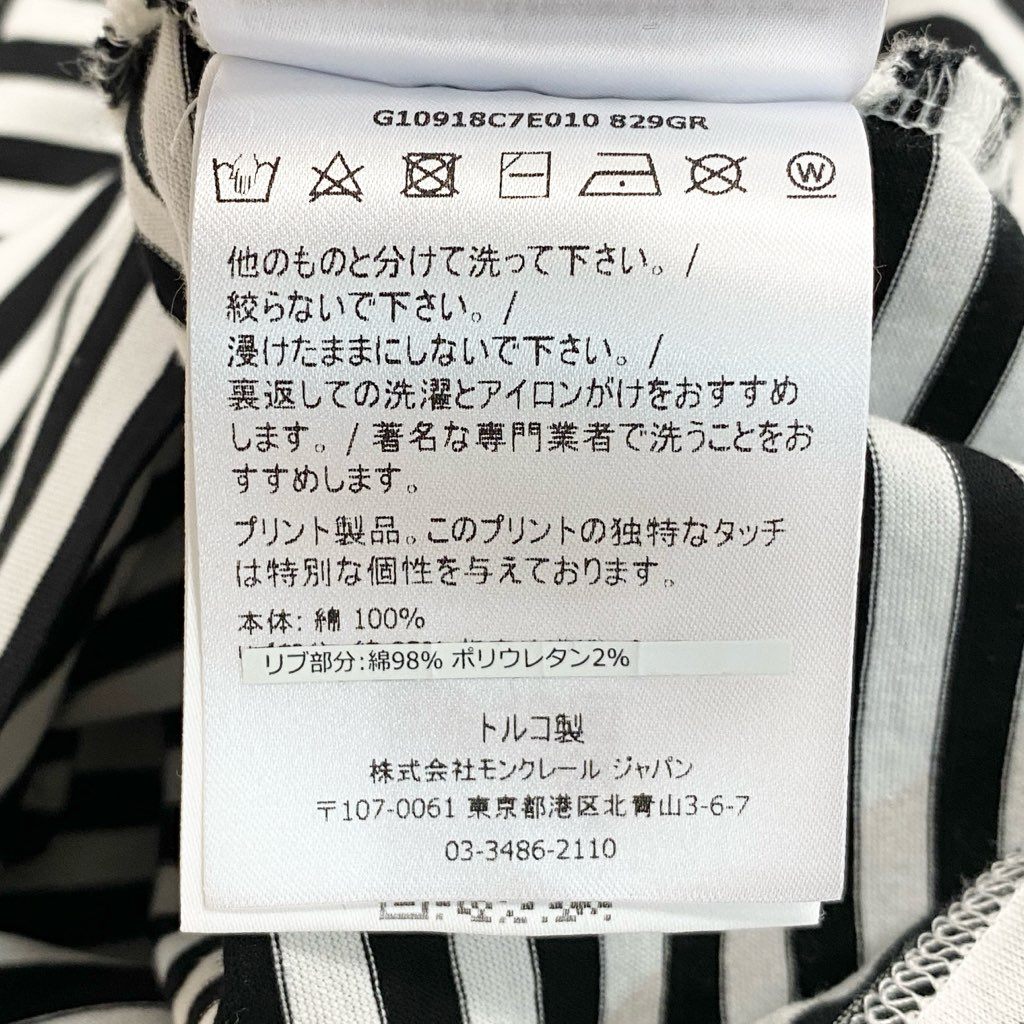 G10918C7E010 829GR
W
他のものと分けて洗って下さい。/
絞らないで下さい。/
浸けたままにしないで下さい。/
裏返しての洗濯とアイロンがけをおすすめ
します。/ 著名な専門業者で洗うことをお
すすめします。
プリント製品。このプリントの独特なタッチ
は特別な個性を与えております。
本体: 綿 100%
リブ部分:綿98% ポリウレタン2%
トルコ製
株式会社モンクレール ジャパン
〒107-0061 東京都港区北青山3-6-7
03-3486-2110